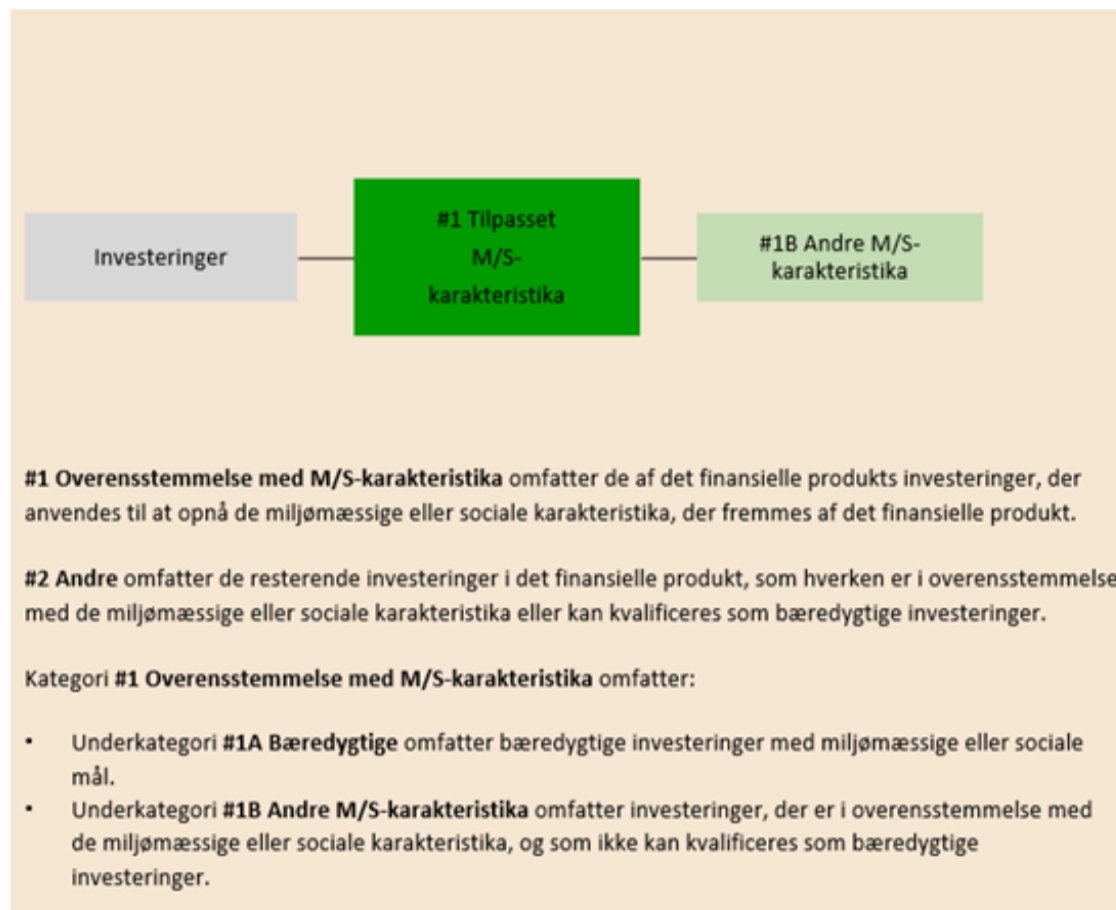 Investeringer
#1 Tilpasset
M/S-
karakteristika
#1B Andre M/S-
karakteristika
#1 Overensstemmelse med M/S-karakteristika omfatter de af det finansielle produkts investeringer, der
anvendes til at opnå de miljømæssige eller sociale karakteristika, der fremmes af det finansielle produkt.
#2 Andre omfatter de resterende investeringer i det finansielle produkt, som hverken er i overensstemmelse
med de miljømæssige eller sociale karakteristika eller kan kvalificeres som bæredygtige investeringer.
Kategori #1 Overensstemmelse med M/S-karakteristika omfatter:
• Underkategori #1A Bæredygtige omfatter bæredygtige investeringer med miljømæssige eller sociale
mål.
• Underkategori #1B Andre M/S-karakteristika omfatter investeringer, der er i overensstemmelse med
de miljømæssige eller sociale karakteristika, og som ikke kan kvalificeres som bæredygtige
investeringer.